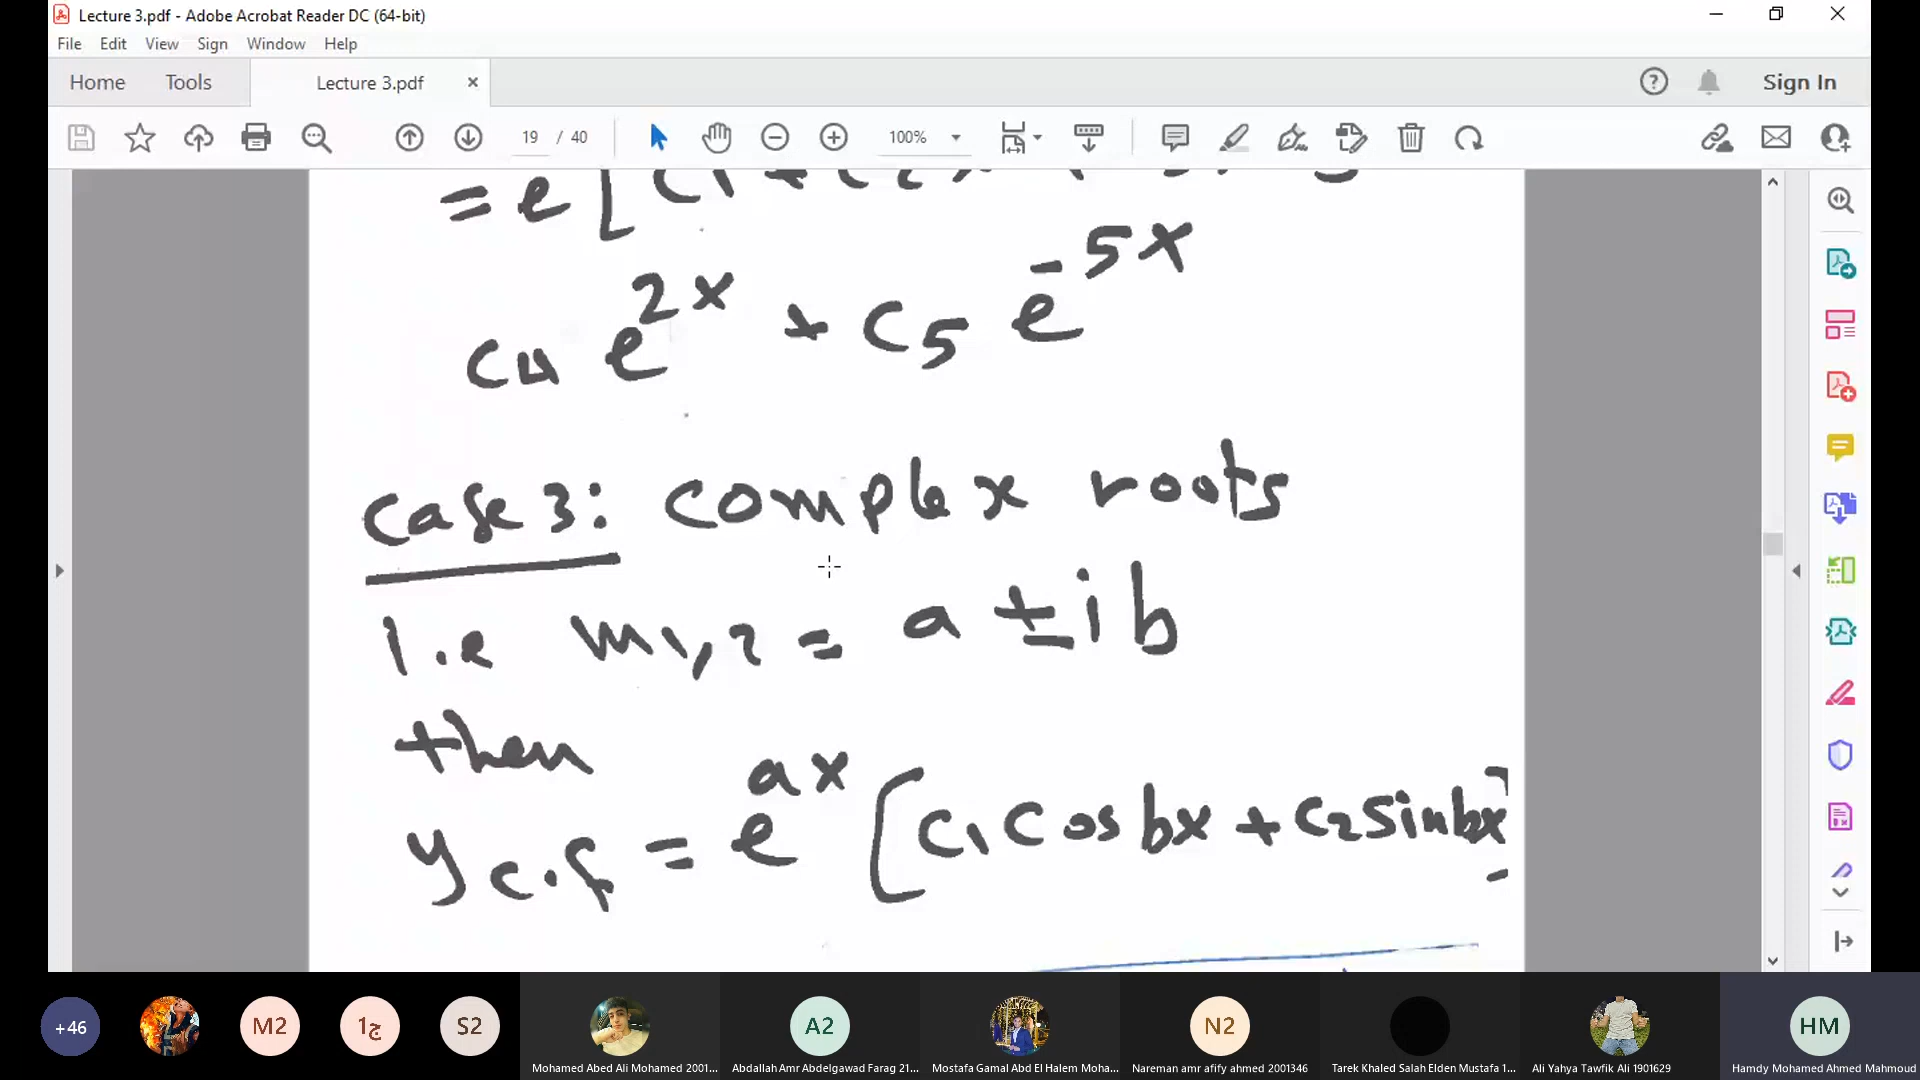 Lecture 3.pdf - Adobe Acrobat Reader DC (64-bit)
File Edit View Sign Window Help
Home Tools Lecture 3.pdf × Sign In
19 / 40 100%
= e [ c1 + c2 x
c4 e^2x + c5 e^-5x
case 3: complex roots
I.e m1,2 = a ± i b
then
y c.f = e^ax [c1 cos bx + c2 sin bx]
+46 M2 ج1 S2 A2 N2 HM
Mohamed Abed Ali Mohamed 2001... Abdallah Amr Abdelgawad Farag 21... Mostafa Gamal Abd El Halem Moha... Nareman amr afify ahmed 2001346 Tarek Khaled Salah Elden Mustafa 1... Ali Yahya Tawfik Ali 1901629 Hamdy Mohamed Ahmed Mahmoud